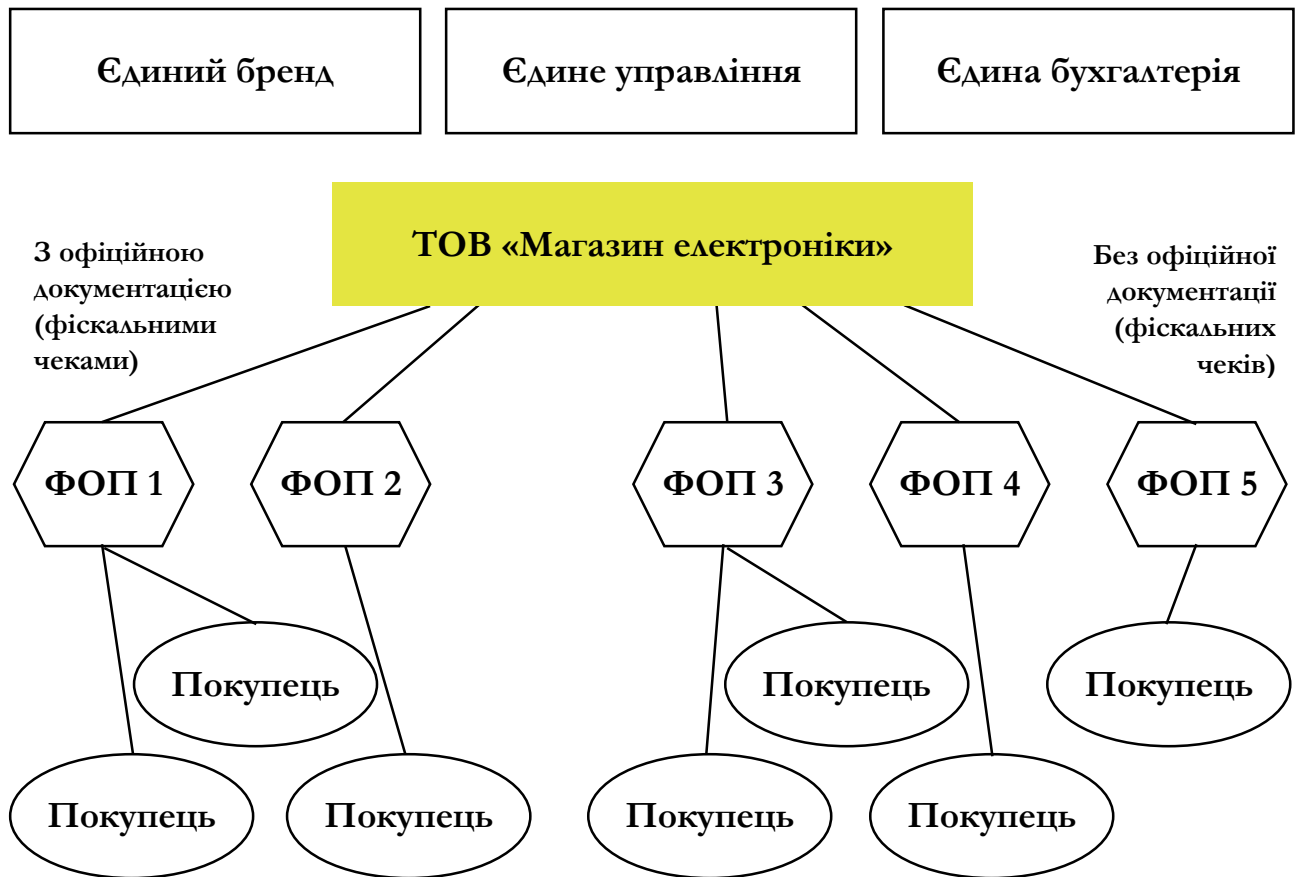 Єдиний бренд
Єдине управління
Єдина бухгалтерія
ТОВ «Магазин електроніки»
З офіційною
документацією
(фіскальними
чеками)
Без офіційної
документації
(фіскальних
чеків)
ФОП 1
ФОП 2
ФОП 3
ФОП 4
ФОП 5
Покупець
Покупець
Покупець
Покупець
Покупець
Покупець
Покупець